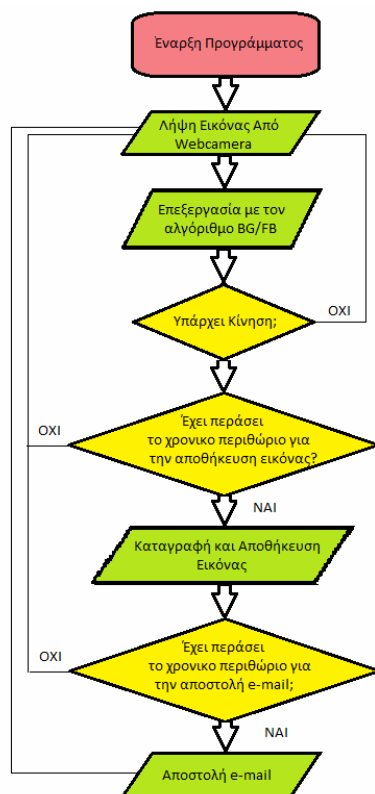 Έναρξη Προγράμματος
Λήψη Εικόνας Από
Webcamera
Επεξεργασία με τον
αλγόριθμο BG/FB
Υπάρχει Κίνηση;
ΟΧΙ
Έχει περάσει
το χρονικο περιθώριο για
την αποθήκευση εικόνας?
ΟΧΙ
ΝΑΙ
Καταγραφή και Αποθήκευση
Εικόνας
Έχει περάσει
το χρονικο περιθώριο για
την αποστολή e-mail;
ΟΧΙ
ΝΑΙ
Αποστολή e-mail